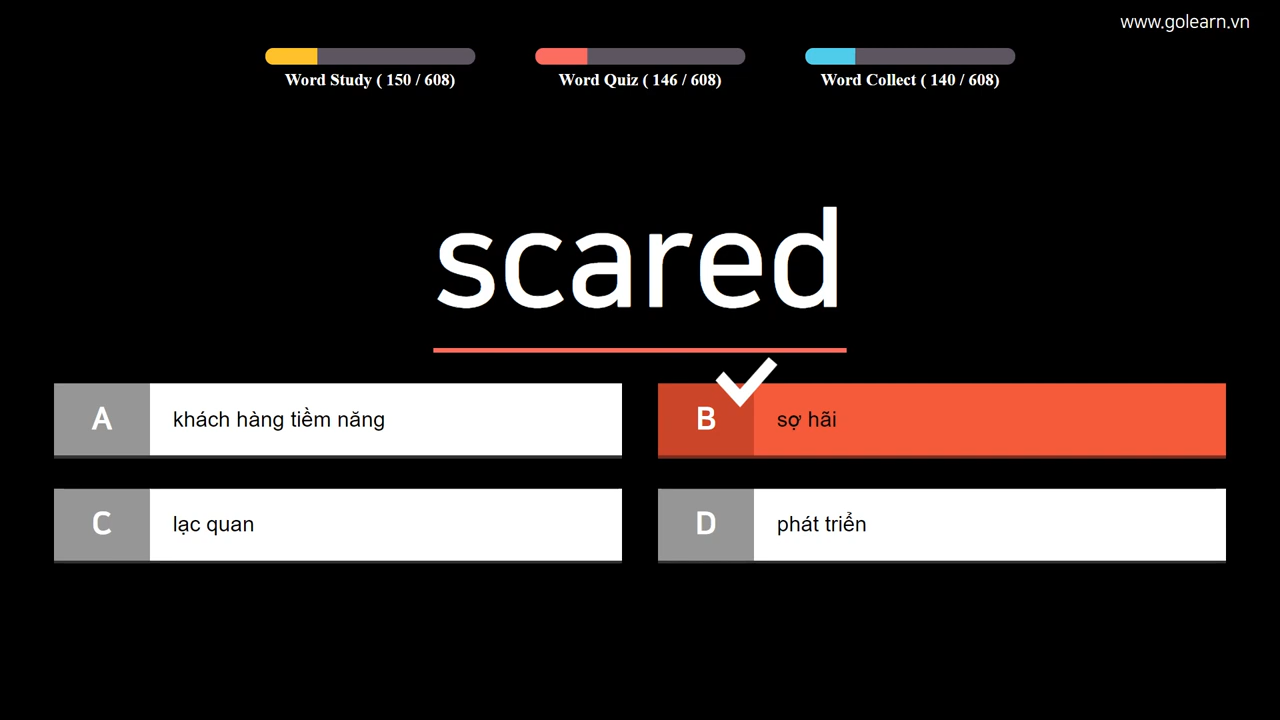 www.golearn.vn
Word Study ( 150 / 608)
Word Quiz ( 146 / 608)
Word Collect ( 140 / 608)
scared
A khách hàng tiềm năng
B sợ hãi
C lạc quan
D phát triển